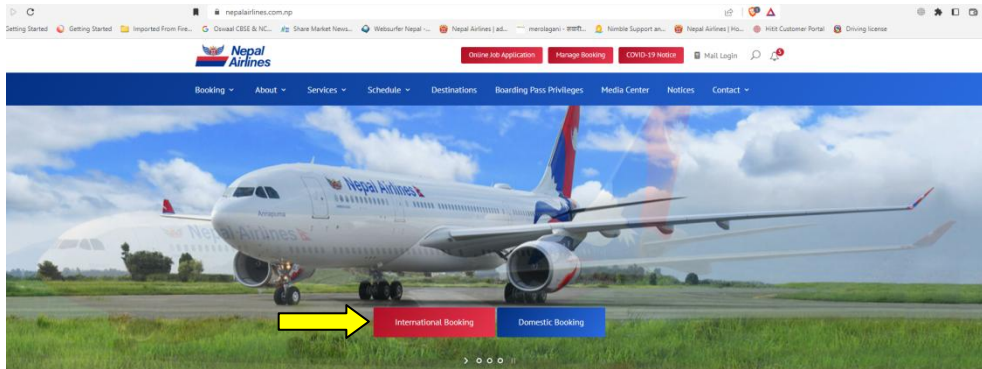 nepalairlines.com.np
Getting Started Getting Started Imported From Fire... Oswaal CBSE & NC... Share Market News... Websurfer Nepal -... Nepal Airlines | ad... merolagani - Nimble Support an... Nepal Airlines | Ho... Hitit Customer Portal Driving license
Nepal
Airlines
Online Job Application Manage Booking COVID-19 Notice Mail Login
Booking About Services Schedule Destinations Boarding Pass Privileges Media Center Notices Contact
Nepal Airlines
Annapurna
Nepal Airlines
International Booking Domestic Booking